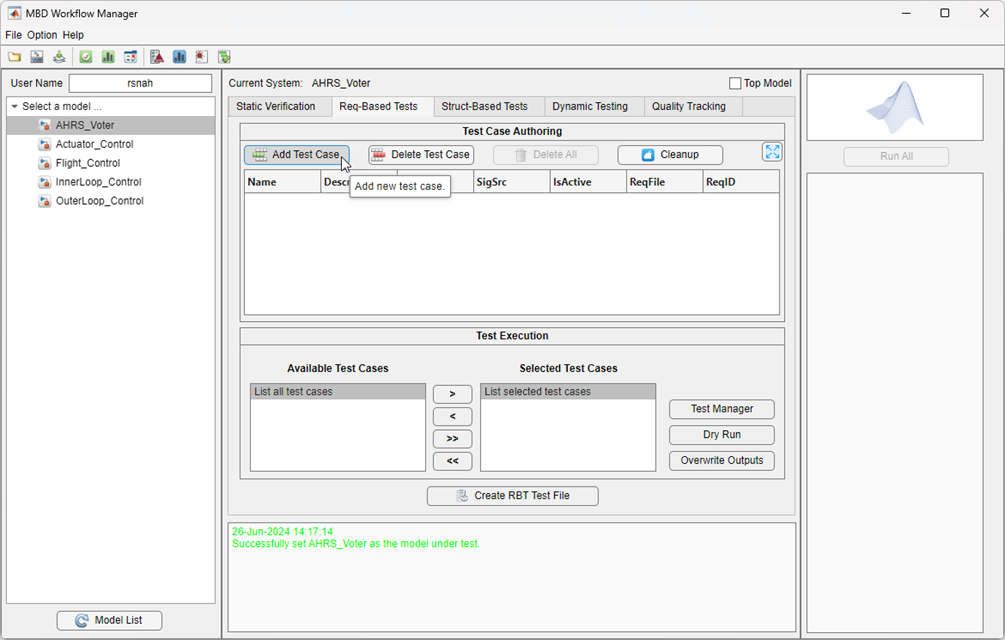 MBD Workflow Manager
File Option Help
User Name rsnah
Select a model ...
AHRS_Voter
Actuator_Control
Flight_Control
InnerLoop_Control
OuterLoop_Control
Model List
Current System: AHRS_Voter
Top Model
Static Verification Req-Based Tests Struct-Based Tests Dynamic Testing Quality Tracking
Test Case Authoring
Add Test Case Delete Test Case Delete All Cleanup
Name Descr SigSrc IsActive ReqFile ReqID
Add new test case.
Test Execution
Available Test Cases Selected Test Cases
List all test cases
List selected test cases
>
<
>>
<<
Test Manager
Dry Run
Overwrite Outputs
Create RBT Test File
26-Jun-2024 14:17:14
Successfully set AHRS_Voter as the model under test.
Run All